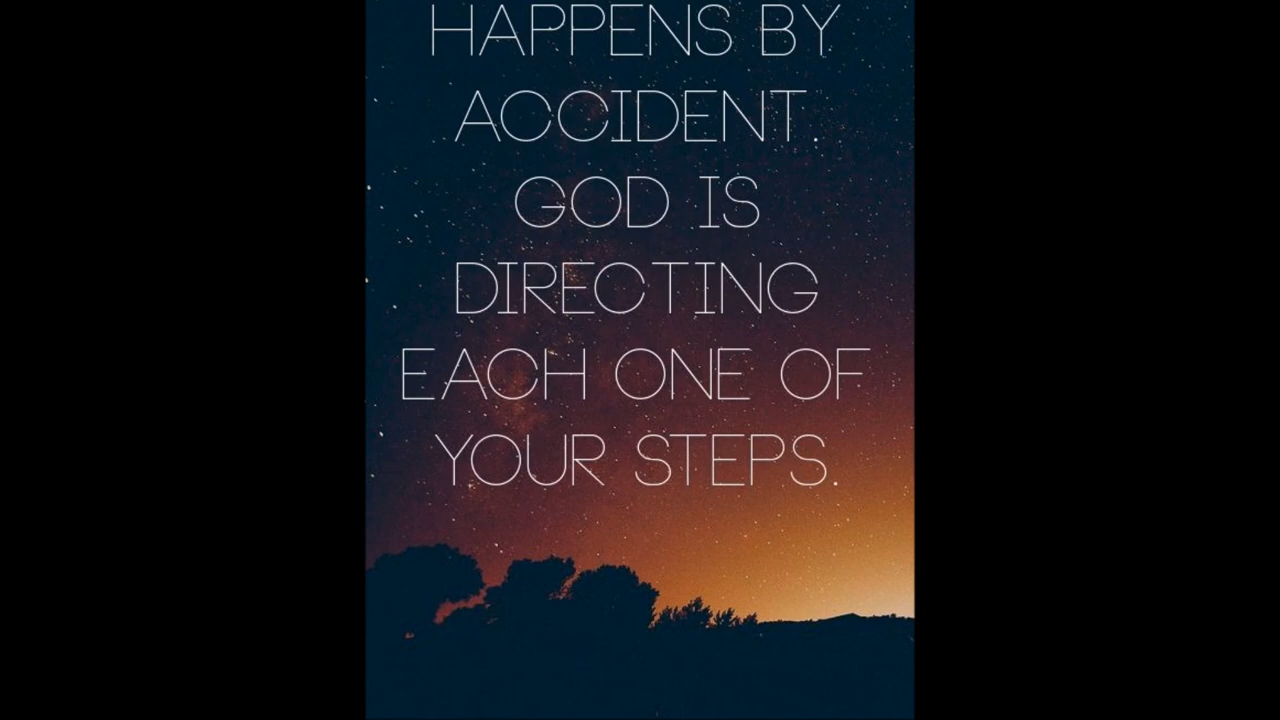 HAPPENS BY
ACCIDENT.
GOD IS
DIRECTING
EACH ONE OF
YOUR STEPS.